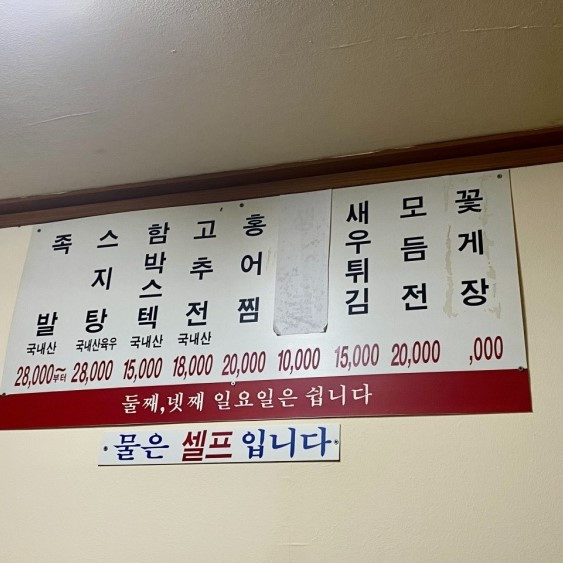 족발
국내산
28,000~부터
스지탕
국내산육우
28,000
함박스텍
국내산
15,000
고추전
국내산
18,000
홍어찜
20,000
10,000
새우튀김
15,000
모듬전
20,000
꽃게장
,000
둘째,넷째 일요일은 쉽니다
물은 셀프입니다